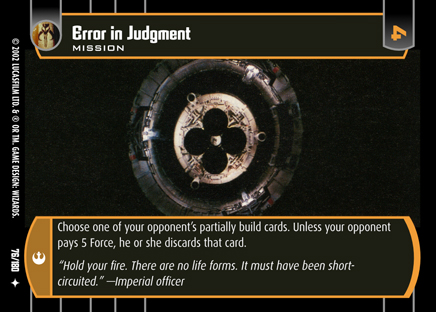 Error in Judgment
MISSION
4
Choose one of your opponent's partially build cards. Unless your opponent
pays 5 Force, he or she discards that card.
"Hold your fire. There are no life forms. It must have been short-
circuited." —Imperial officer
© 2002 LUCASFILM LTD. & ® OR TM. GAME DESIGN: WIZARDS.
76/180